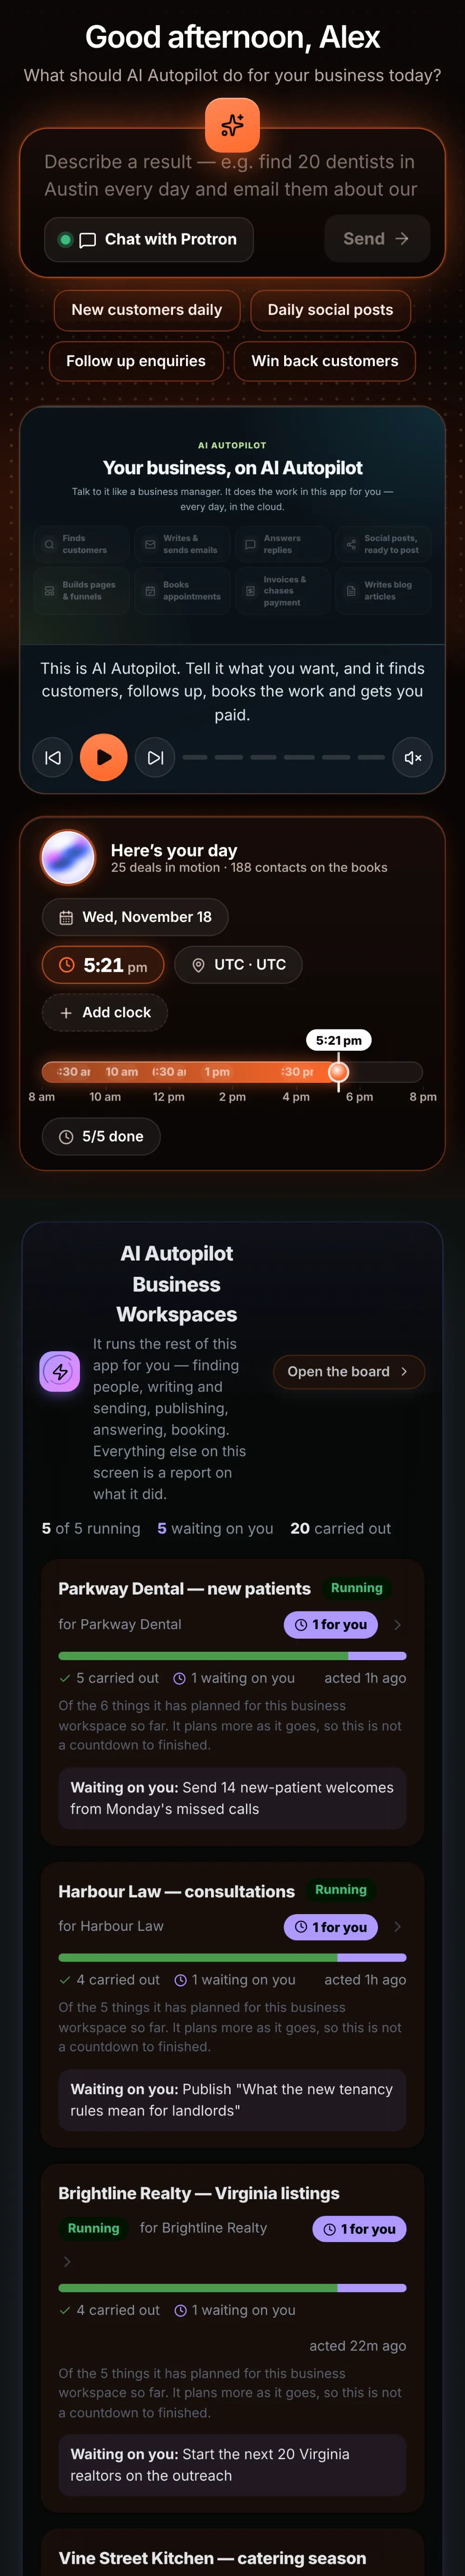 Good afternoon, Alex
What should AI Autopilot do for your business today?
Describe a result — e.g. find 20 dentists in
Austin every day and email them about our
Chat with Protron
Send
New customers daily
Daily social posts
Follow up enquiries
Win back customers
AI AUTOPILOT
Your business, on AI Autopilot
Talk to it like a business manager. It does the work in this app for you —
every day, in the cloud.
Finds
customers
Writes &
sends emails
Answers
replies
Social posts,
ready to post
Builds pages
& funnels
Books
appointments
Invoices &
chases
payment
Writes blog
articles
This is AI Autopilot. Tell it what you want, and it finds
customers, follows up, books the work and gets you
paid.
Here's your day
25 deals in motion · 188 contacts on the books
Wed, November 18
5:21 pm
UTC · UTC
Add clock
5:21 pm
:30 10 am :30 1 pm :30
8 am 10 am 12 pm 2 pm 4 pm 6 pm 8 pm
5/5 done
AI Autopilot
Business
Workspaces
It runs the rest of this
app for you — finding
people, writing and
sending, publishing,
answering, booking.
Everything else on this
screen is a report on
what it did.
Open the board
5 of 5 running 5 waiting on you 20 carried out
Parkway Dental — new patients Running
for Parkway Dental 1 for you
5 carried out 1 waiting on you acted 1h ago
Of the 6 things it has planned for this business
workspace so far. It plans more as it goes, so this is not
a countdown to finished.
Waiting on you: Send 14 new-patient welcomes
from Monday's missed calls
Harbour Law — consultations Running
for Harbour Law 1 for you
4 carried out 1 waiting on you acted 1h ago
Of the 5 things it has planned for this business
workspace so far. It plans more as it goes, so this is not
a countdown to finished.
Waiting on you: Publish "What the new tenancy
rules mean for landlords"
Brightline Realty — Virginia listings
Running for Brightline Realty 1 for you
4 carried out 1 waiting on you
acted 22m ago
Of the 5 things it has planned for this business
workspace so far. It plans more as it goes, so this is not
a countdown to finished.
Waiting on you: Start the next 20 Virginia
realtors on the outreach
Vine Street Kitchen — catering season